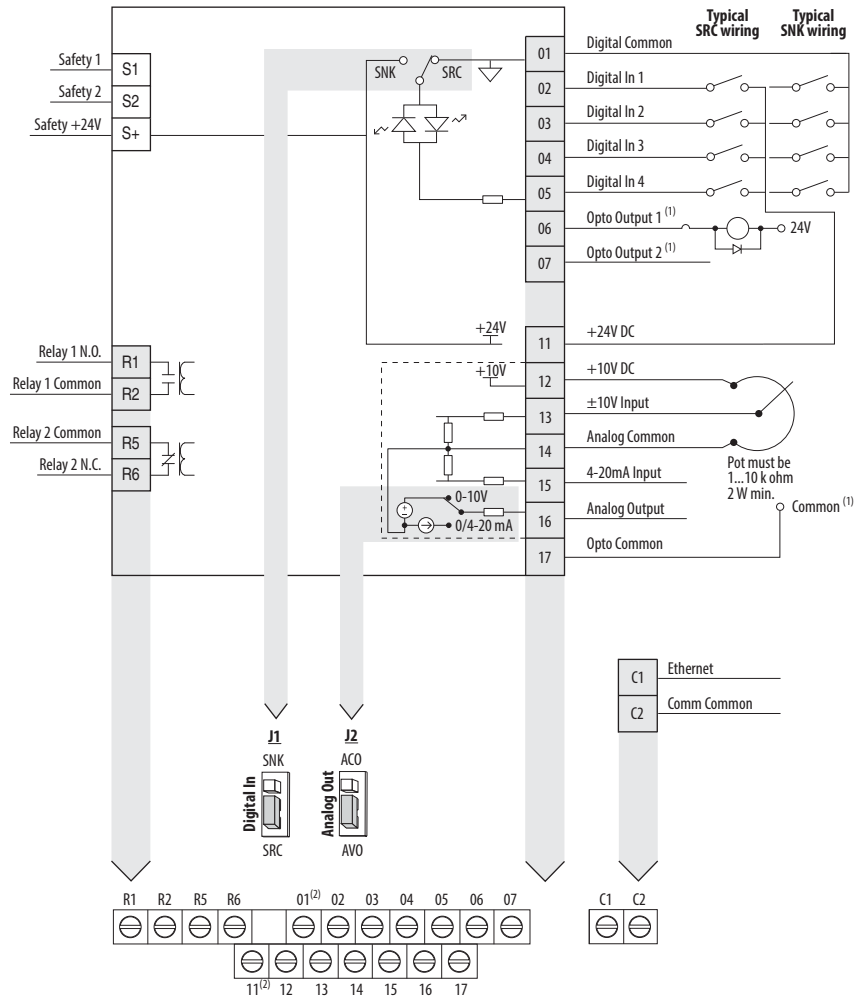 Typical SRC wiring
Typical SNK wiring
Safety 1
S1
Safety 2
S2
Safety +24V
S+
SNK
SRC
01
Digital Common
02
Digital In 1
03
Digital In 2
04
Digital In 3
05
Digital In 4
06
Opto Output 1 (1)
24V
07
Opto Output 2 (1)
+24V
11
+24V DC
+10V
12
+10V DC
13
±10V Input
14
Analog Common
15
4-20mA Input
16
Analog Output
17
Opto Common
Pot must be
1...10 k ohm
2 W min.
Common (1)
0-10V
0/4-20 mA
Relay 1 N.O.
R1
Relay 1 Common
R2
Relay 2 Common
R5
Relay 2 N.C.
R6
C1
Ethernet
C2
Comm Common
J1
SNK
Digital In
SRC
J2
ACO
Analog Out
AVO
R1 R2 R5 R6 01(2) 02 03 04 05 06 07
C1 C2
11(2) 12 13 14 15 16 17